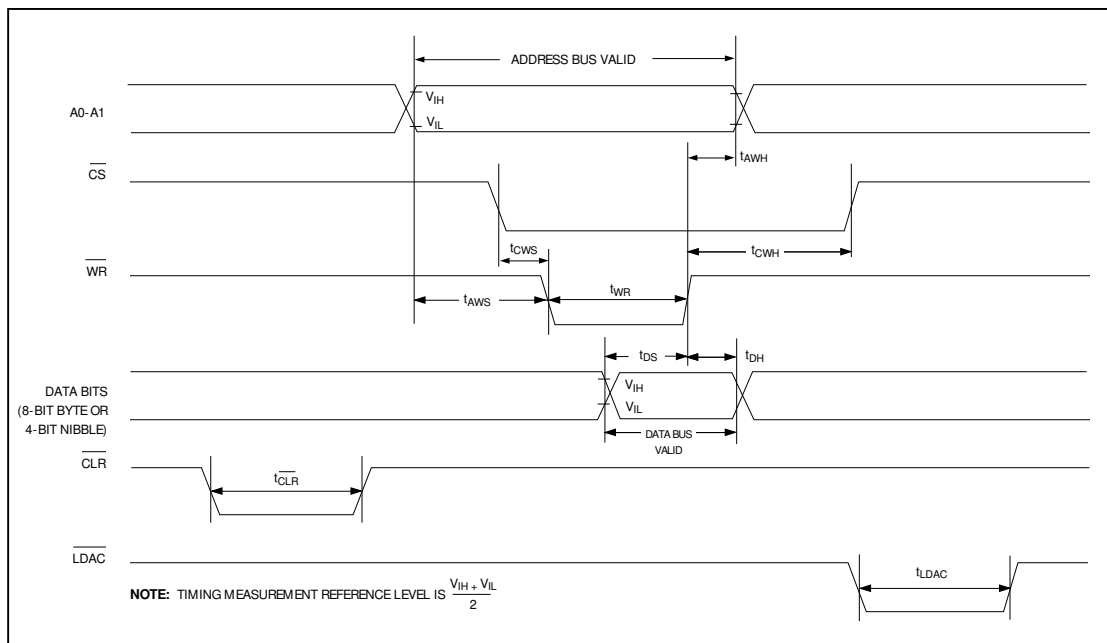 ADDRESS BUS VALID
A0-A1
VIH
VIL
tAWH
CS
tCWS
tCWH
WR
tAWS
tWR
tDS
tDH
DATA BITS
(8-BIT BYTE OR
4-BIT NIBBLE)
VIH
VIL
DATA BUS
VALID
CLR
tCLR
LDAC
tLDAC
NOTE: TIMING MEASUREMENT REFERENCE LEVEL IS VIH + VIL
2